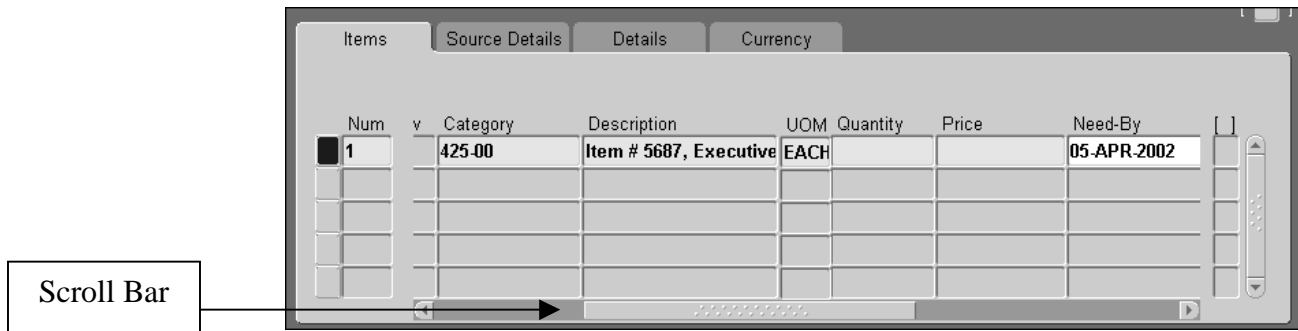 [ ]
Items Source Details Details Currency
Num v Category Description UOM Quantity Price Need-By [ ]
1 425-00 Item # 5687, Executive EACH 05-APR-2002
Scroll Bar